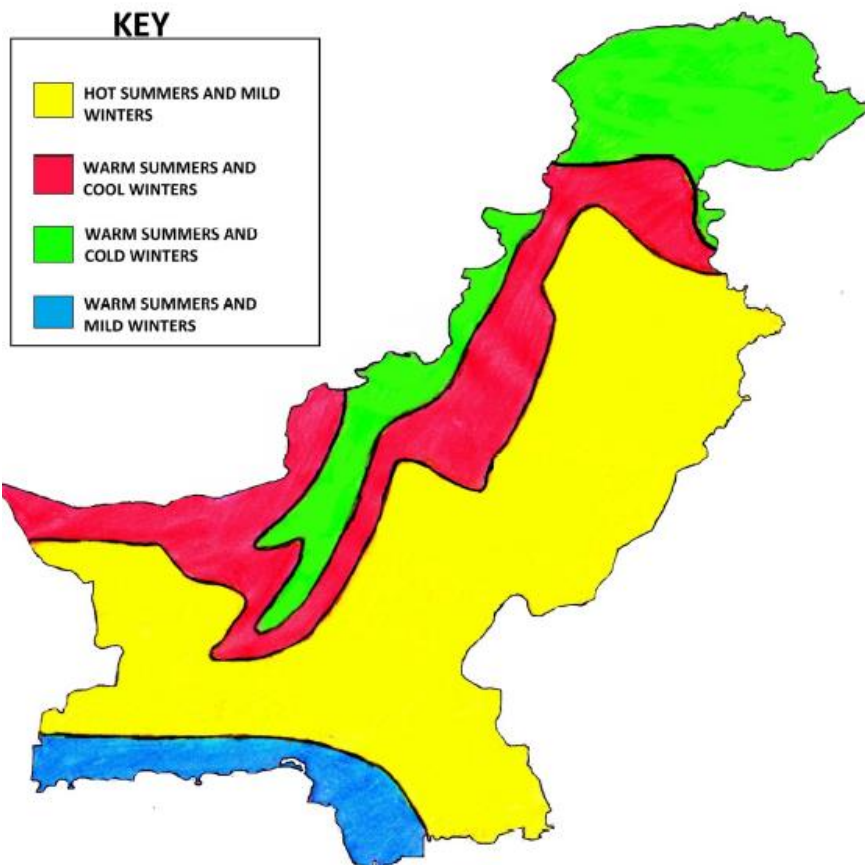 KEY
HOT SUMMERS AND MILD
WINTERS
WARM SUMMERS AND
COOL WINTERS
WARM SUMMERS AND
COLD WINTERS
WARM SUMMERS AND
MILD WINTERS